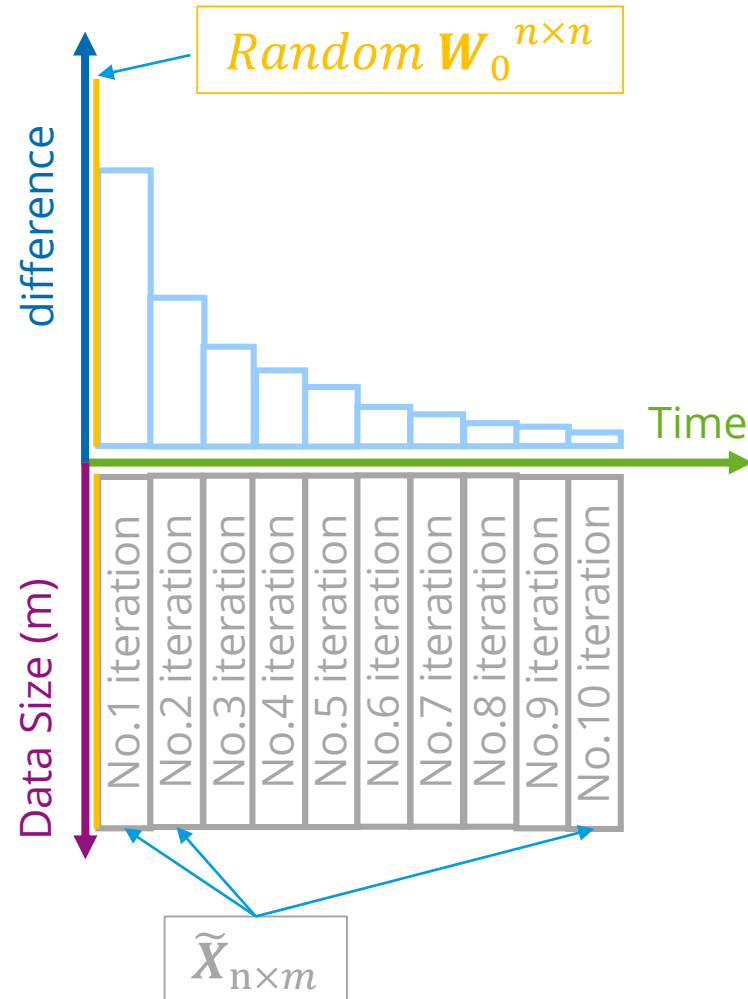 Random W₀ⁿˣⁿ
difference
Time
Data Size (m)
No.1 iteration
No.2 iteration
No.3 iteration
No.4 iteration
No.5 iteration
No.6 iteration
No.7 iteration
No.8 iteration
No.9 iteration
No.10 iteration
X̃ n×m